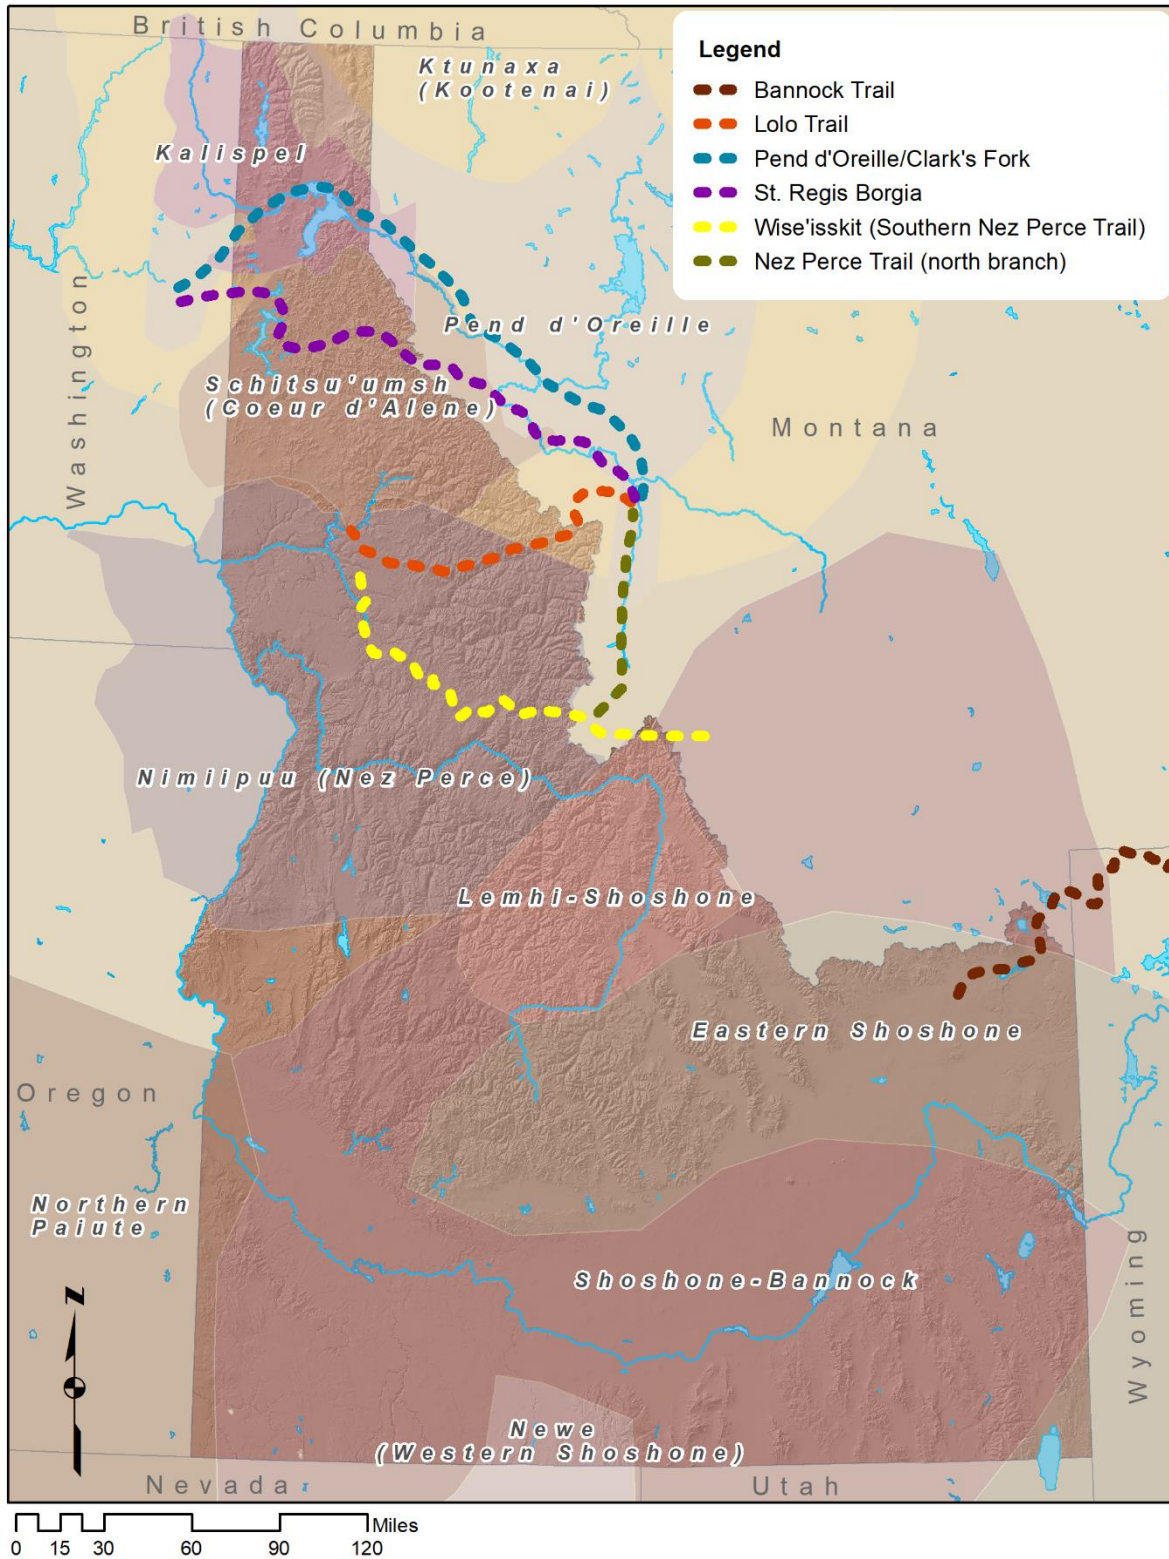 British Columbia
Ktunaxa
(Kootenai)
Kalispel
Legend
Bannock Trail
Lolo Trail
Pend d'Oreille/Clark's Fork
St. Regis Borgia
Wise'isskit (Southern Nez Perce Trail)
Nez Perce Trail (north branch)
Washington
Pend d'Oreille
Schitsu'umsh
(Coeur d'Alene)
Montana
Nimiipuu (Nez Perce)
Lemhi-Shoshone
Eastern Shoshone
Oregon
Northern
Paiute
Shoshone-Bannock
Wyoming
N
Newe
(Western Shoshone)
Nevada
Utah
Miles
0 15 30 60 90 120